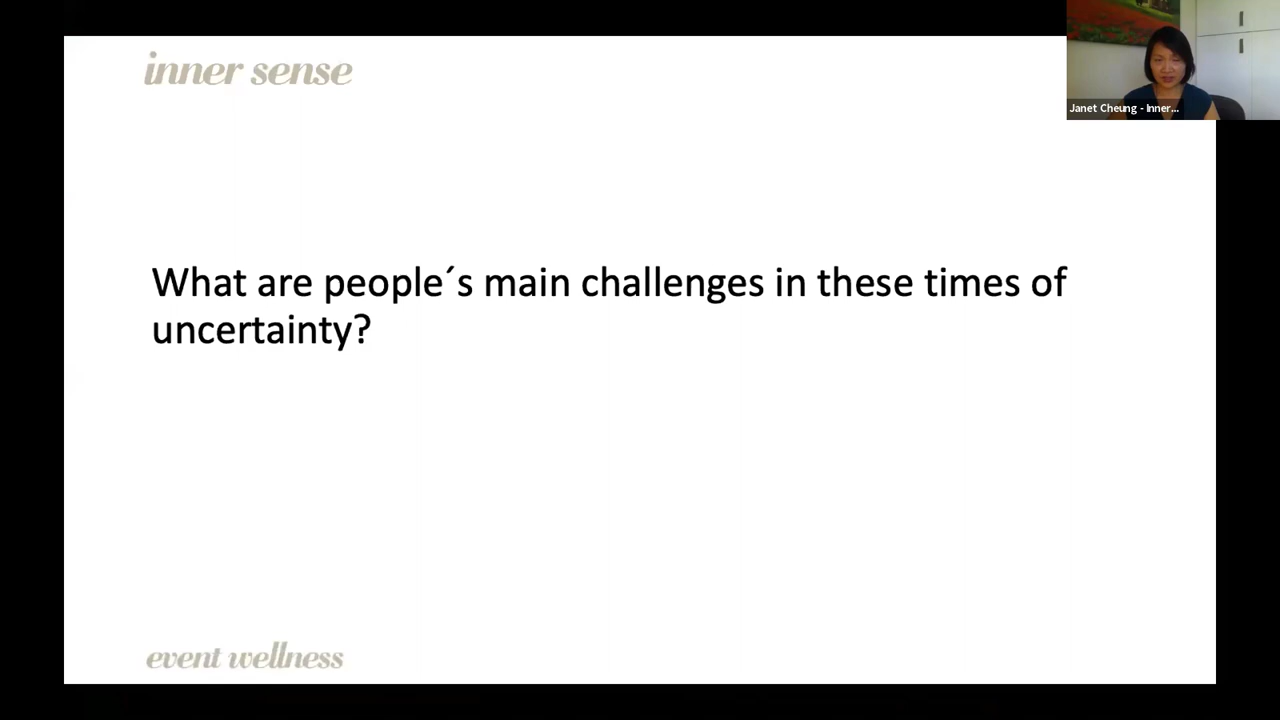 inner sense
Janet Cheung - Inner...
What are people´s main challenges in these times of
uncertainty?
event wellness